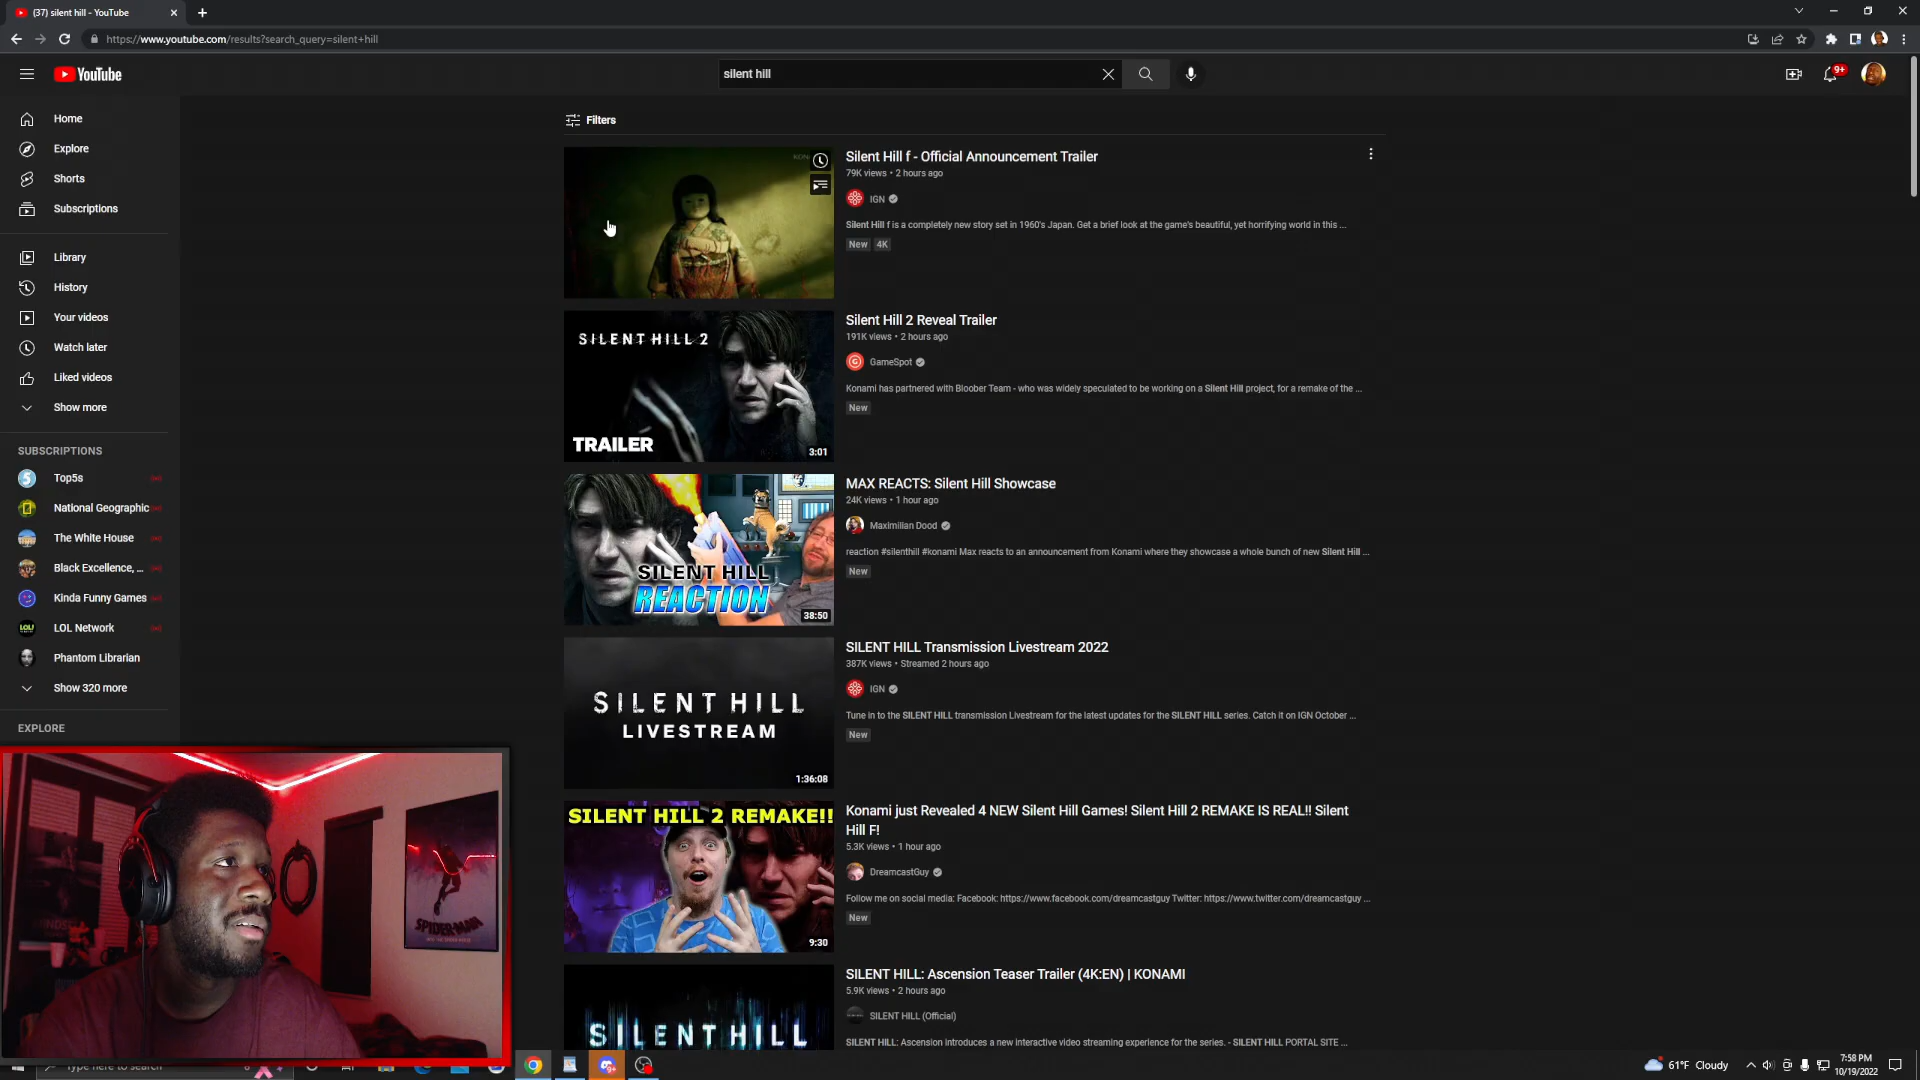 (37) silent hill - YouTube
https://www.youtube.com/results?search_query=silent+hill
YouTube
silent hill
9+
Home
Explore
Shorts
Subscriptions
Library
History
Your videos
Watch later
Liked videos
Show more
SUBSCRIPTIONS
Top5s
National Geographic
The White House
Black Excellence, ...
Kinda Funny Games
LOL Network
Phantom Librarian
Show 320 more
EXPLORE
Filters
Silent Hill f - Official Announcement Trailer
79K views • 2 hours ago
IGN
Silent Hill f is a completely new story set in 1960's Japan. Get a brief look at the game's beautiful, yet horrifying world in this ...
New 4K
SILENT HILL 2
TRAILER
3:01
Silent Hill 2 Reveal Trailer
191K views • 2 hours ago
GameSpot
Konami has partnered with Bloober Team - who was widely speculated to be working on a Silent Hill project, for a remake of the ...
New
SILENT HILL
REACTION
38:50
MAX REACTS: Silent Hill Showcase
24K views • 1 hour ago
Maximilian Dood
reaction #silenthill #konami Max reacts to an announcement from Konami where they showcase a whole bunch of new Silent Hill ...
New
SILENT HILL
LIVESTREAM
1:36:08
SILENT HILL Transmission Livestream 2022
387K views • Streamed 2 hours ago
IGN
Tune in to the SILENT HILL transmission Livestream for the latest updates for the SILENT HILL series. Catch it on IGN October ...
New
SILENT HILL 2 REMAKE!!
9:30
Konami just Revealed 4 NEW Silent Hill Games! Silent Hill 2 REMAKE IS REAL!! Silent
Hill F!
5.3K views • 1 hour ago
DreamcastGuy
Follow me on social media: Facebook: https://www.facebook.com/dreamcastguy Twitter: https://www.twitter.com/dreamcastguy ...
New
SILENT HILL
SILENT HILL: Ascension Teaser Trailer (4K:EN) | KONAMI
5.9K views • 2 hours ago
SILENT HILL (Official)
SILENT HILL: Ascension introduces a new interactive video streaming experience for the series. - SILENT HILL PORTAL SITE ...
SPIDER-MAN
Type here to search
61°F Cloudy
7:58 PM
10/19/2022